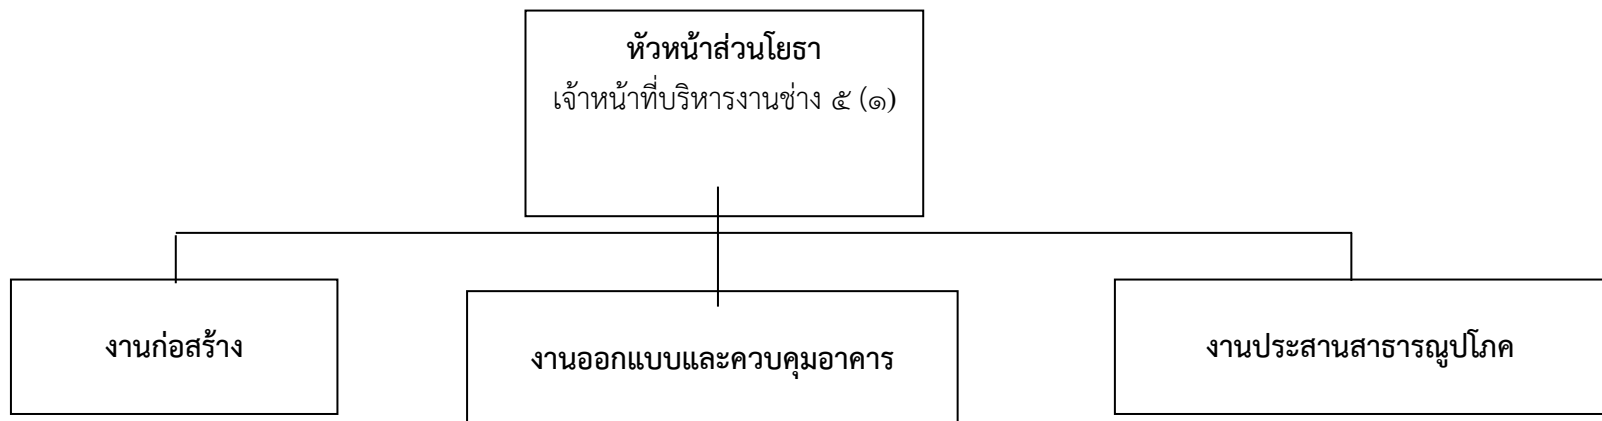 หัวหน้าส่วนโยธา
เจ้าหน้าที่บริหารงานช่าง ๕ (๑)
งานก่อสร้าง
งานออกแบบและควบคุมอาคาร
งานประสานสาธารณูปโภค